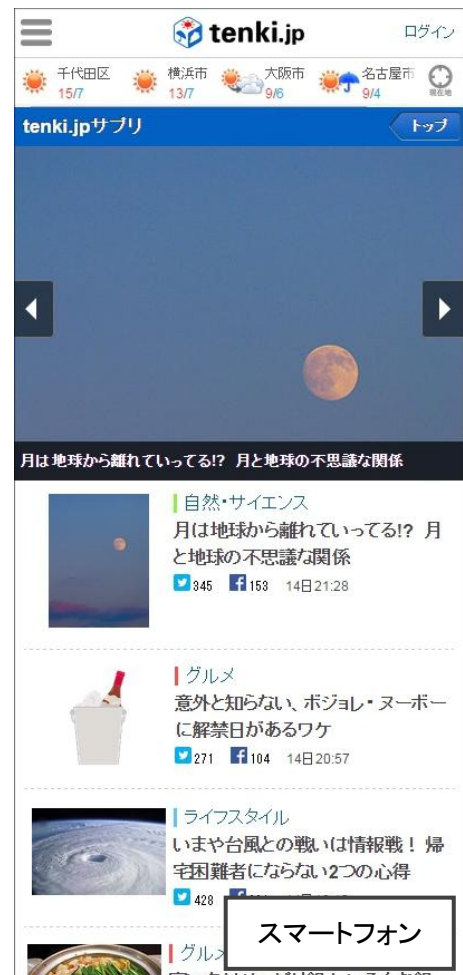 tenki.jp
ログイン
千代田区
15/7
横浜市
13/7
大阪市
9/6
名古屋市
9/4
現在地
tenki.jpサプリ
トップ
月は地球から離れていってる!? 月と地球の不思議な関係
自然・サイエンス
月は地球から離れていってる!? 月
と地球の不思議な関係
345 153 14日21:28
グルメ
意外と知らない、ボジョレ・ヌーボー
に解禁日があるワケ
271 104 14日20:57
ライフスタイル
いまや台風との戦いは情報戦！ 帰
宅困難者にならない2つの心得
428
スマートフォン
グルメ